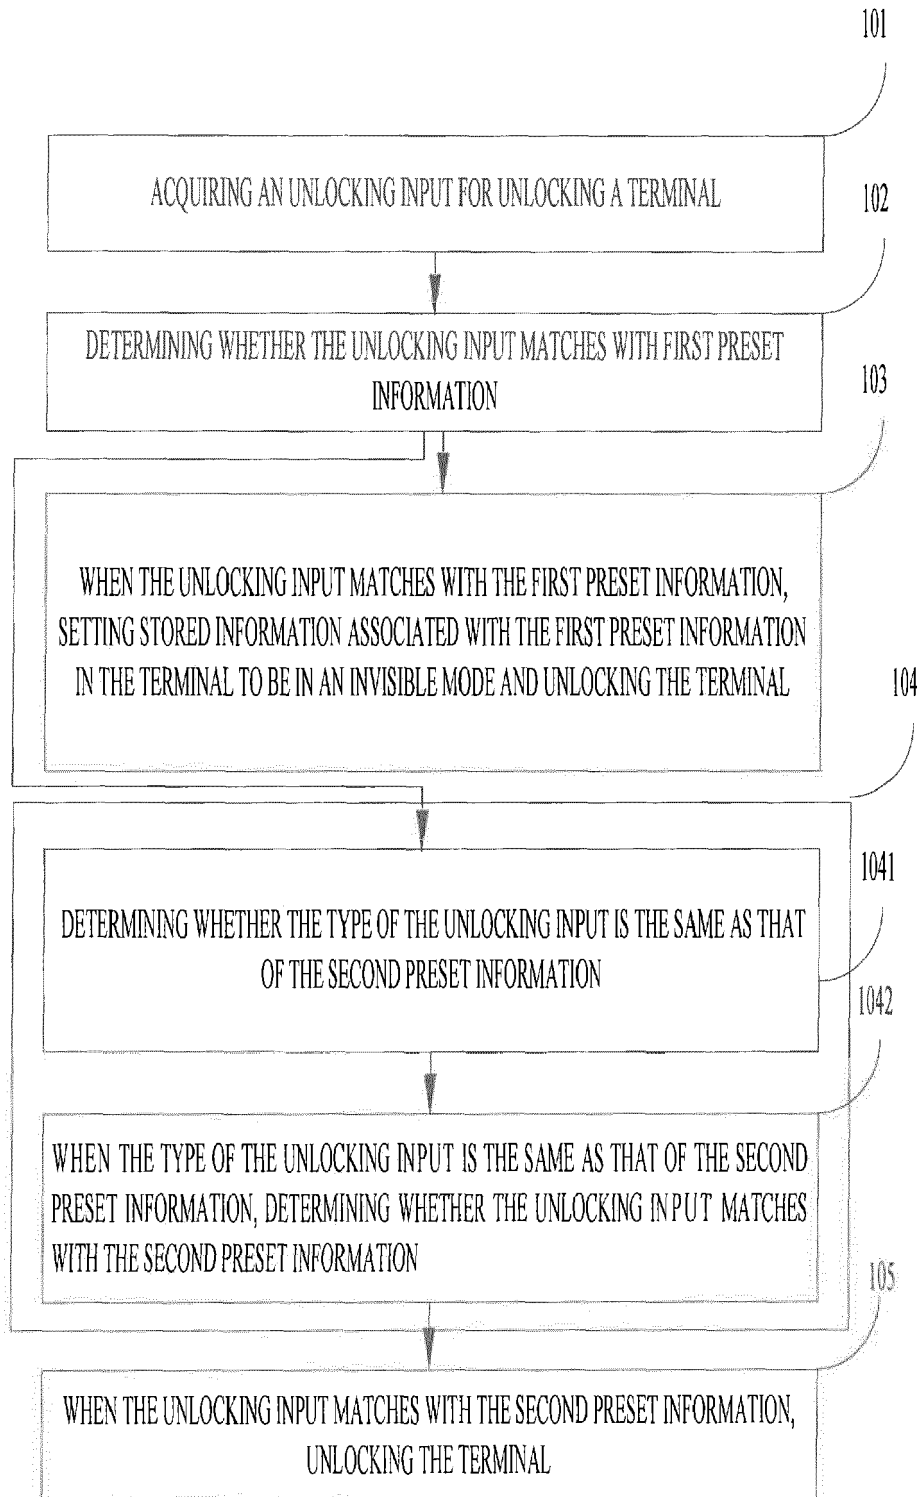 101
ACQUIRING AN UNLOCKING INPUT FOR UNLOCKING A TERMINAL
102
DETERMINING WHETHER THE UNLOCKING INPUT MATCHES WITH FIRST PRESET
INFORMATION
103
WHEN THE UNLOCKING INPUT MATCHES WITH THE FIRST PRESET INFORMATION,
SETTING STORED INFORMATION ASSOCIATED WITH THE FIRST PRESET INFORMATION
IN THE TERMINAL TO BE IN AN INVISIBLE MODE AND UNLOCKING THE TERMINAL
104
1041
DETERMINING WHETHER THE TYPE OF THE UNLOCKING INPUT IS THE SAME AS THAT
OF THE SECOND PRESET INFORMATION
1042
WHEN THE TYPE OF THE UNLOCKING INPUT IS THE SAME AS THAT OF THE SECOND
PRESET INFORMATION, DETERMINING WHETHER THE UNLOCKING INPUT MATCHES
WITH THE SECOND PRESET INFORMATION
105
WHEN THE UNLOCKING INPUT MATCHES WITH THE SECOND PRESET INFORMATION,
UNLOCKING THE TERMINAL